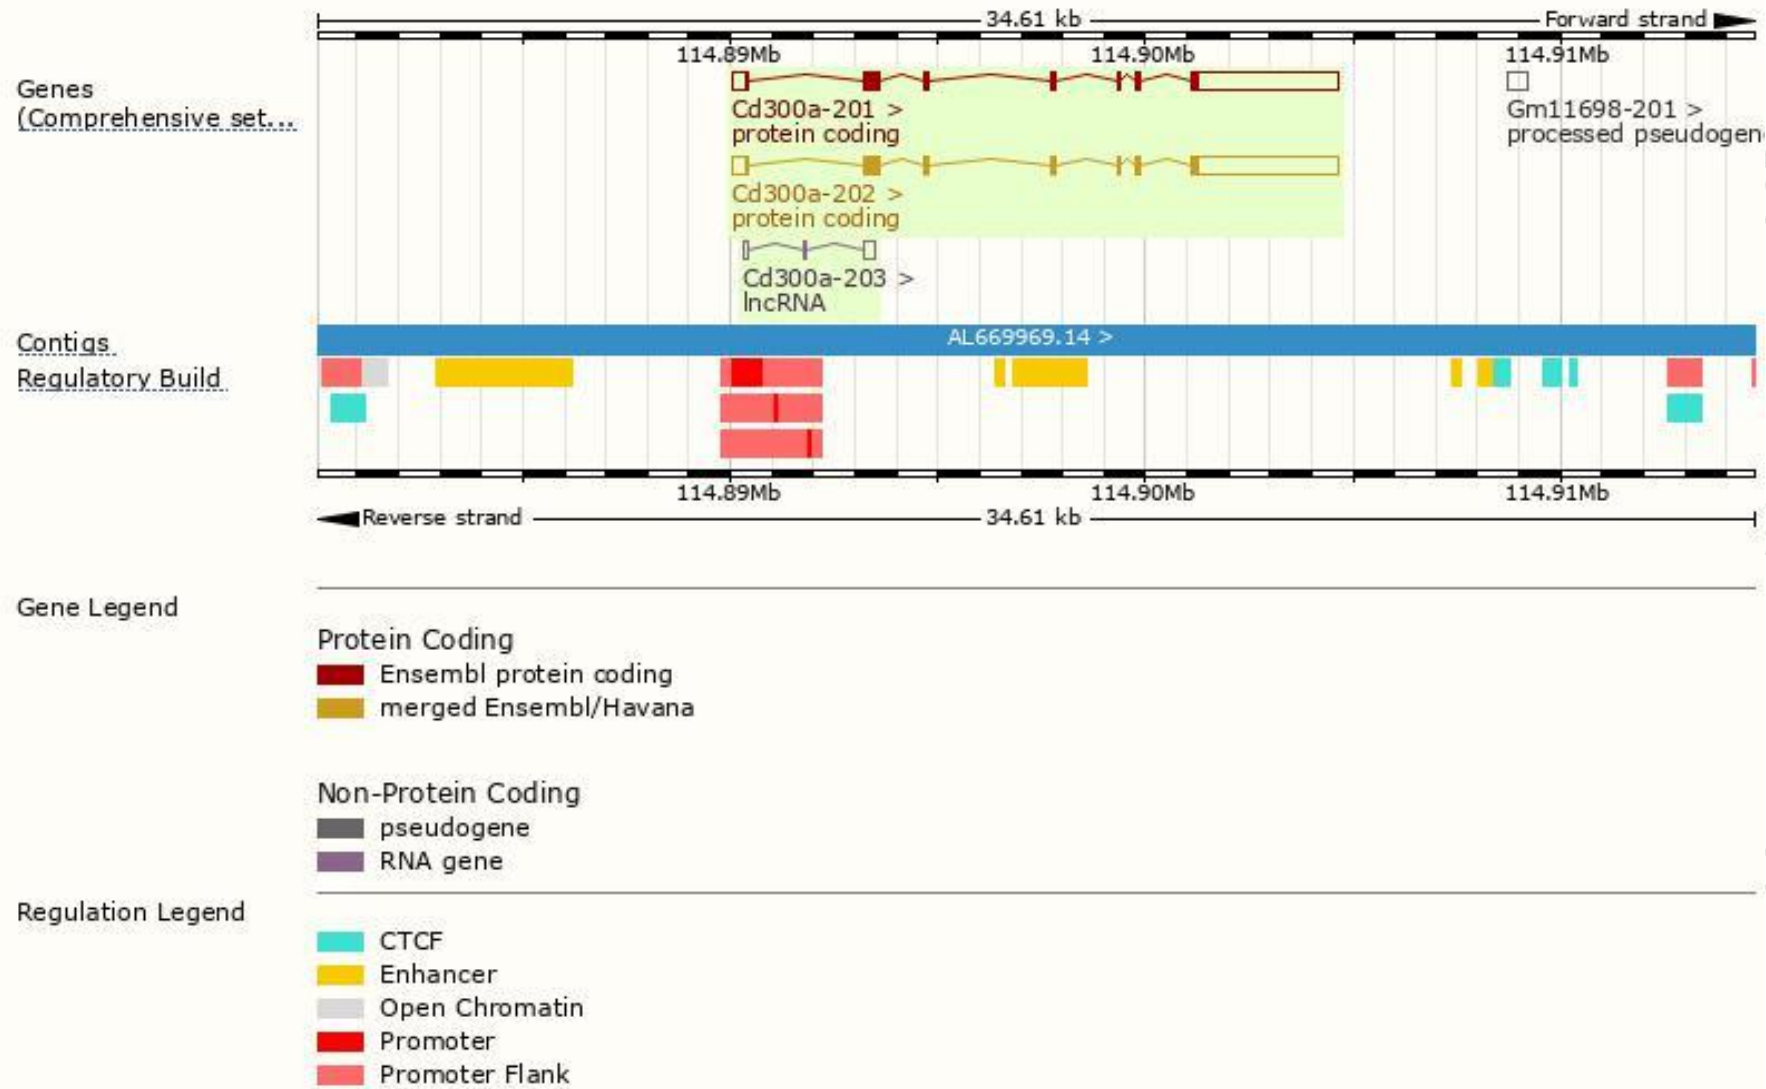 34.61 kb Forward strand
114.89Mb 114.90Mb 114.91Mb
Genes
(Comprehensive set...
Cd300a-201 >
protein coding
Gm11698-201 >
processed pseudogen
Cd300a-202 >
protein coding
Cd300a-203 >
lncRNA
Contigs
AL669969.14 >
Regulatory Build
114.89Mb 114.90Mb 114.91Mb
Reverse strand 34.61 kb
Gene Legend
Protein Coding
Ensembl protein coding
merged Ensembl/Havana
Non-Protein Coding
pseudogene
RNA gene
Regulation Legend
CTCF
Enhancer
Open Chromatin
Promoter
Promoter Flank